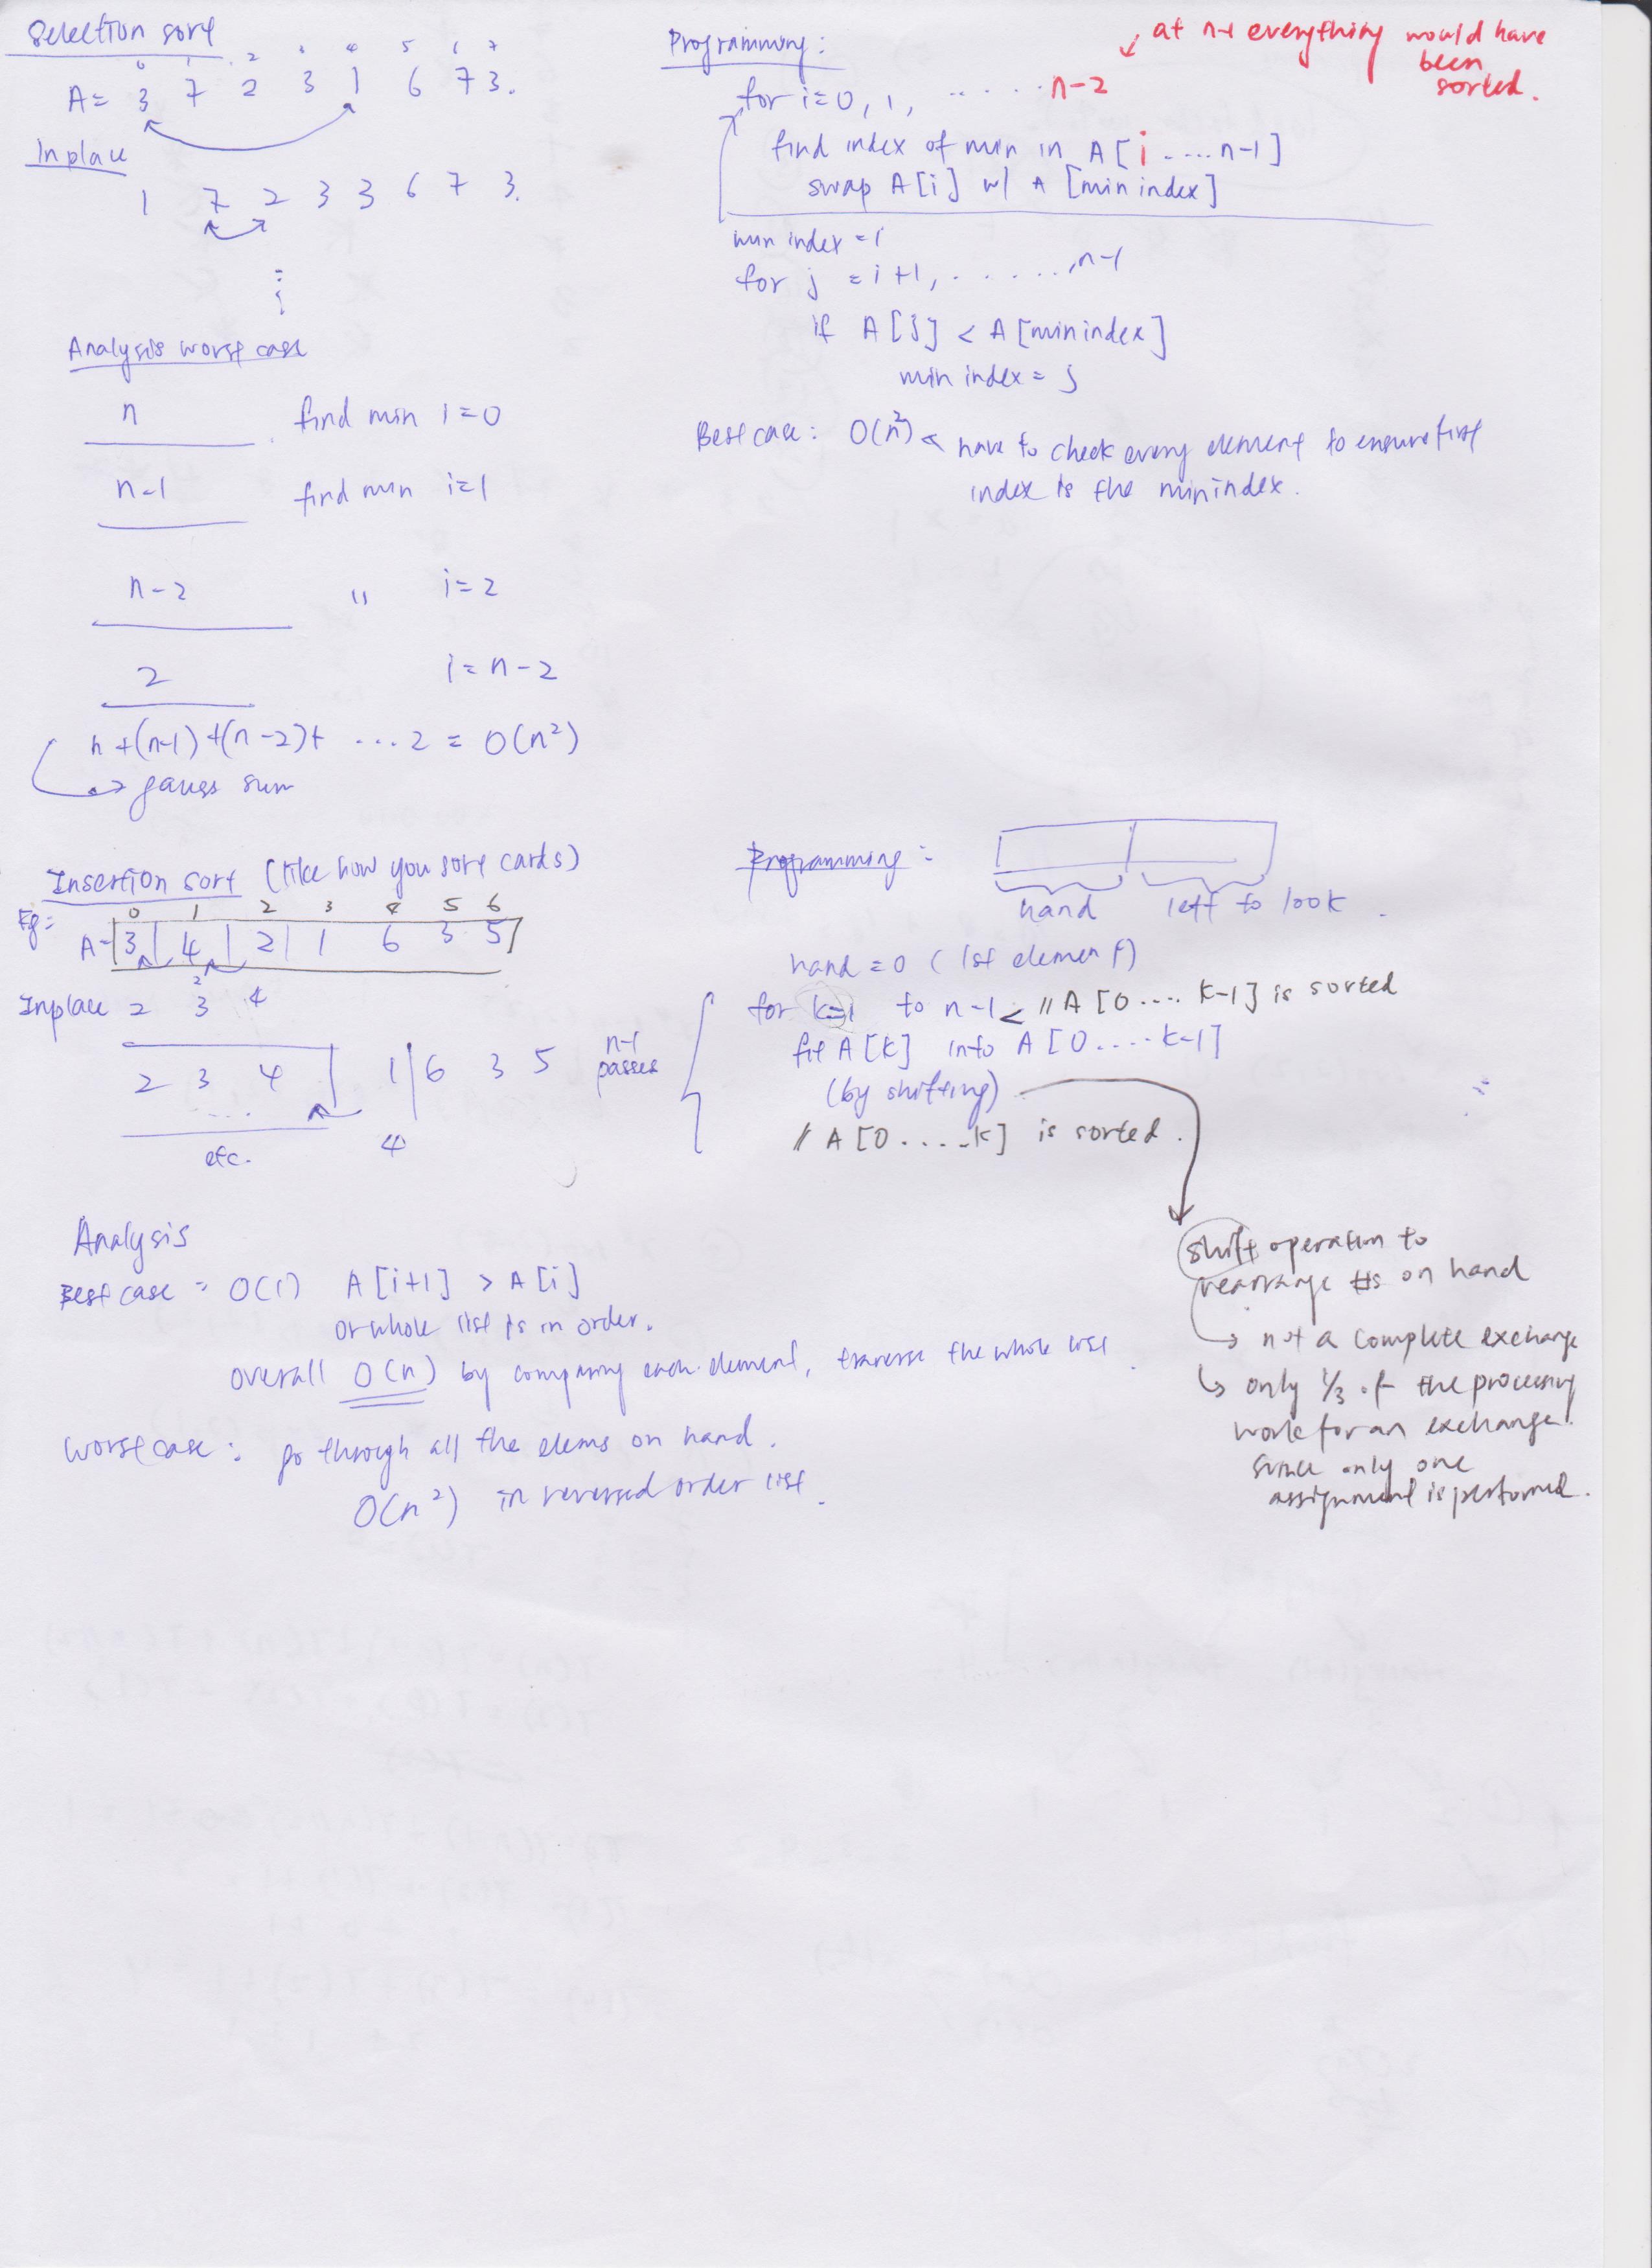 Selection sort
0 1 2 3 4 5 6 7
A = 3 7 2 3 1 6 7 3.
Inplace
1 7 2 3 3 6 7 3.
Analysis worst case
n find min i=0
n-1 find min i=1
n-2 " i=2
2 i=n-2
n+(n-1)+(n-2)+ ... 2 = O(n²)
gauss sum
Programming:
at n-1 everything would have
been
sorted.
for i=0, 1, ...... n-2
find index of min in A[i.....n-1]
swap A[i] w/ A [min index]
min index = i
for j = i+1, ......, n-1
if A[j] < A[minindex]
min index = j
Best case: O(n²) < have to check every element to ensure first
index is the minindex.
Insertion sort (like how you sort cards)
Eg:
0 1 2 3 4 5 6
A= 3 4 2 1 6 3 5
2
Inplace 2 3 4
2 3 4 1 6 3 5
....
4
etc.
n-1
passes
Programming:
hand left to look.
hand = 0 (1st element)
for k=1 to n-1 < // A[0....k-1] is sorted
fit A[k] into A[0....k-1]
(by shifting)
// A[0.....k] is sorted.
shift operation to
rearrange #s on hand
not a complete exchange
only 1/3 of the processing
work for an exchange.
since only one
assignment is performed.
Analysis
Best case = O(1) A[i+1] > A[i]
or whole list is in order.
overall O(n) by comparing each element, traverse the whole list.
worst case: go through all the elems on hand.
O(n²) in reversed order list.